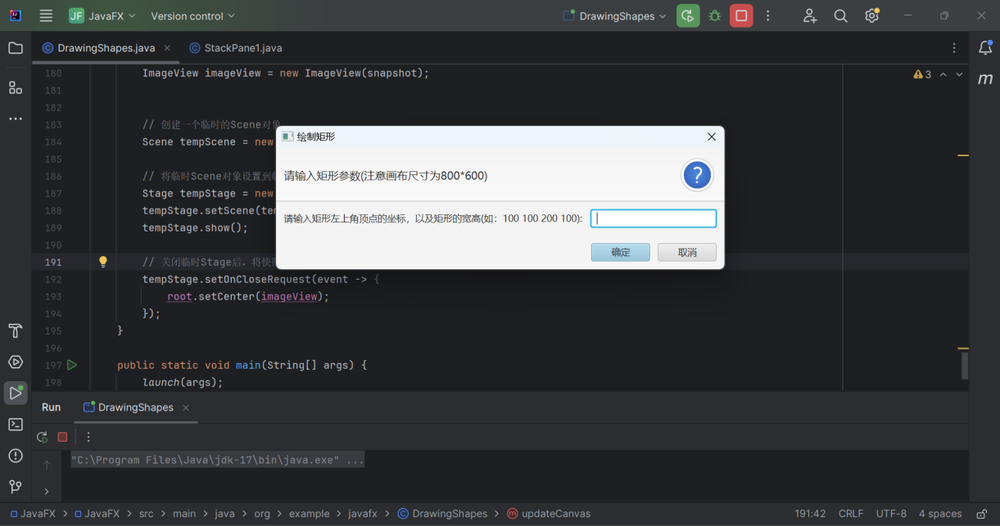 JF JavaFX Version control DrawingShapes
DrawingShapes.java StackPane1.java
180 ImageView imageView = new ImageView(snapshot);
3
m
181
182
183 // 创建一个临时的Scene对象
184 Scene tempScene = new
185
186 // 将临时Scene对象设置到
187 Stage tempStage = new
188 tempStage.setScene(te
189 tempStage.show();
190
191 // 关闭临时Stage后，将快
192 tempStage.setOnCloseRequest(event -> {
193 root.setCenter(imageView);
194 });
195 }
196
197 public static void main(String[] args) {
198 launch(args);
绘制矩形
请输入矩形参数(注意画布尺寸为800*600)
?
请输入矩形左上角顶点的坐标，以及矩形的宽高(如：100 100 200 100):
确定 取消
Run DrawingShapes
"C:\Program Files\Java\jdk-17\bin\java.exe" ...
JavaFX > JavaFX > src > main > java > org > example > javafx > DrawingShapes > updateCanvas 191:42 CRLF UTF-8 4 spaces